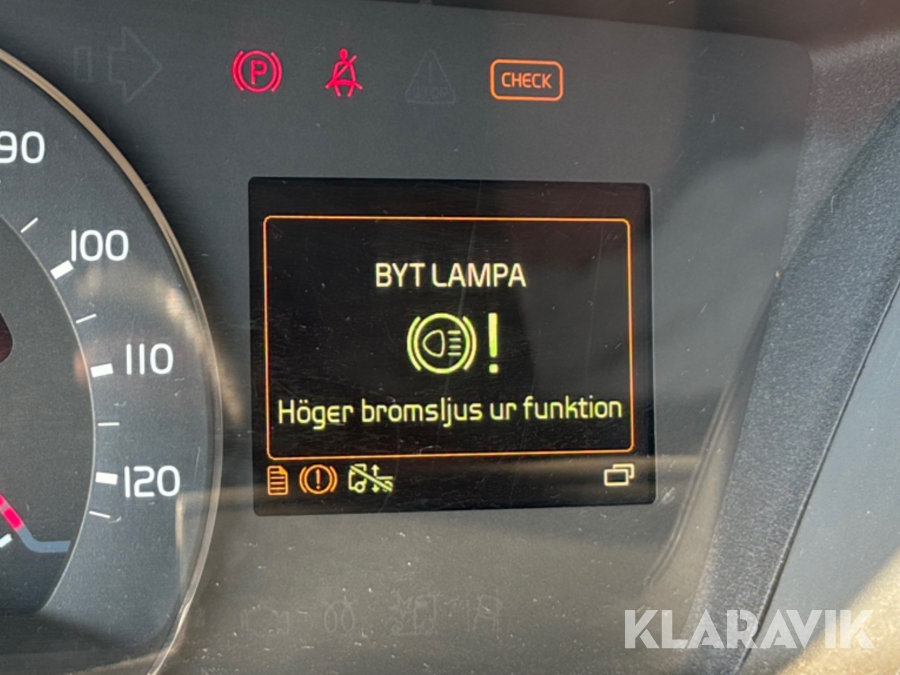 P
CHECK
90
100
110
120
BYT LAMPA
!
Höger bromsljus ur funktion
KLARAVIK